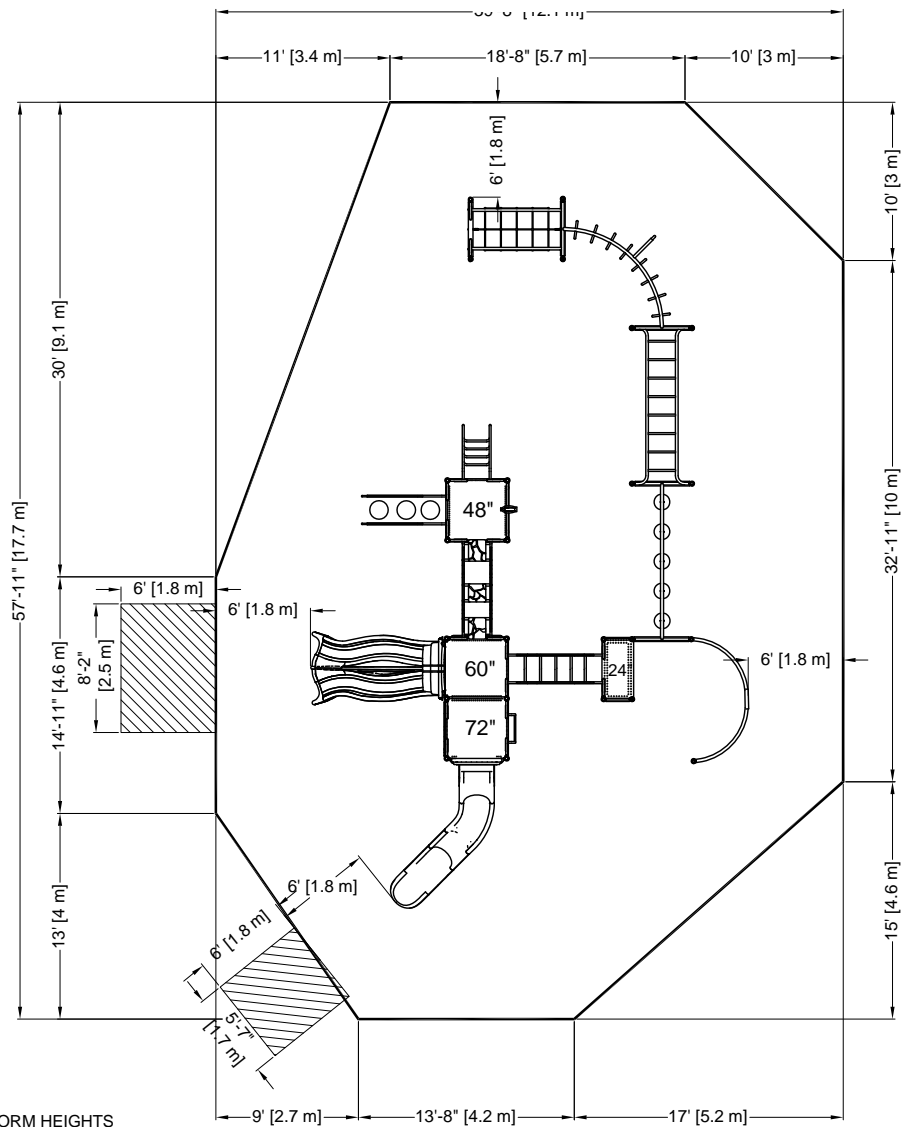 11' [3.4 m]
18'-8" [5.7 m]
10' [3 m]
6' [1.8 m]
10' [3 m]
30' [9.1 m]
57'-11" [17.7 m]
32'-11" [10 m]
48"
6' [1.8 m]
6' [1.8 m]
8'-2"
[2.5 m]
14'-11" [4.6 m]
60"
24"
6' [1.8 m]
72"
6' [1.8 m]
6' [1.8 m]
5'-7"
[1.7 m]
13' [4 m]
15' [4.6 m]
9' [2.7 m]
13'-8" [4.2 m]
17' [5.2 m]
ORM HEIGHTS